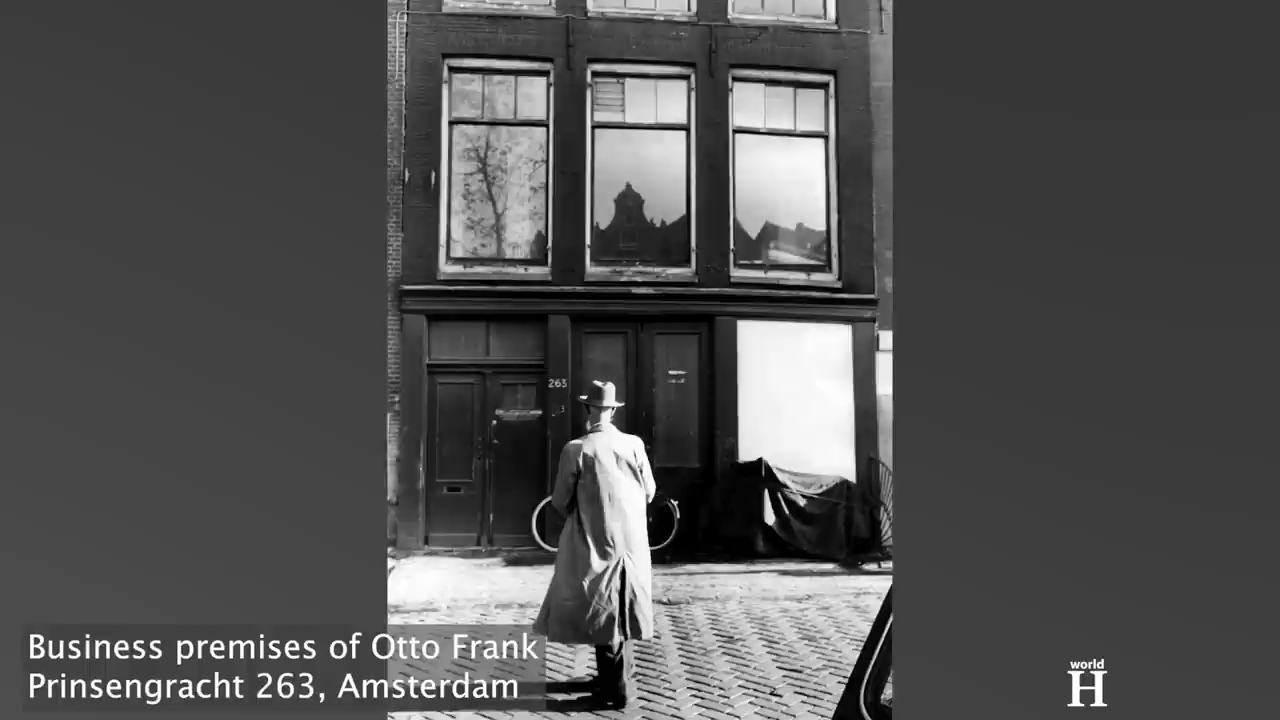 263
Business premises of Otto Frank
Prinsengracht 263, Amsterdam
world
H